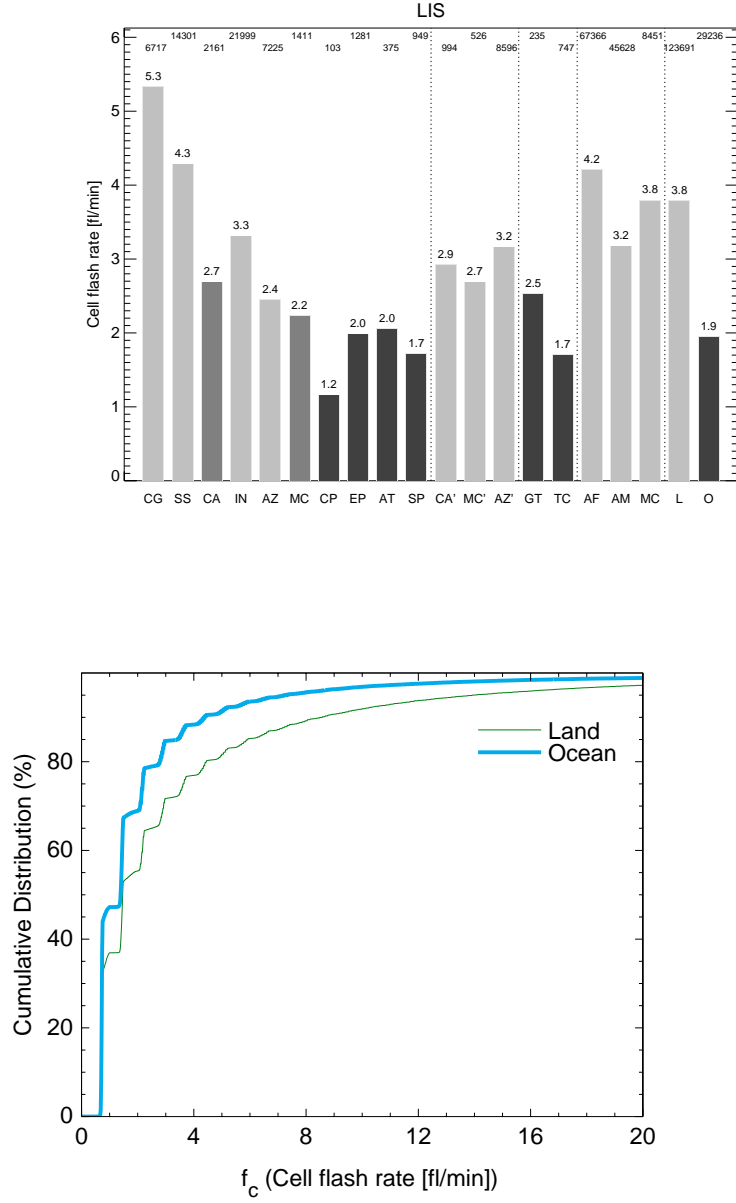 LIS
14301 21999 1411 1281 949 526 235 67366 8451 29236
6717 2161 7225 103 375 994 8596 747 45628 123691
6
5
4
3
2
1
0
Cell flash rate [fl/min]
5.3 4.3 2.7 3.3 2.4 2.2 1.2 2.0 2.0 1.7 2.9 2.7 3.2 2.5 1.7 4.2 3.2 3.8 3.8 1.9
CG SS CA IN AZ MC CP EP AT SP CA' MC' AZ' GT TC AF AM MC L O
80
60
40
20
0
Cumulative Distribution (%)
Land
Ocean
0 4 8 12 16 20
f_c (Cell flash rate [fl/min])